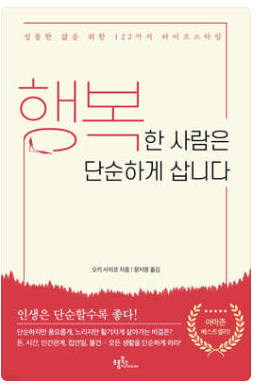 심플한 삶을 위한 122가지 라이프스타일
행복
한 사람은
단순하게 삽니다
오키 사치코 지음 | 장지영 옮김
인생은 단순할수록 좋다!
단순하지만 풍요롭게, 느리지만 활기차게 살아가는 비결은?
돈, 시간, 인간관계, 집안일, 물건… 모든 생활을 단순하게 하라!
아마존
베스트셀러!